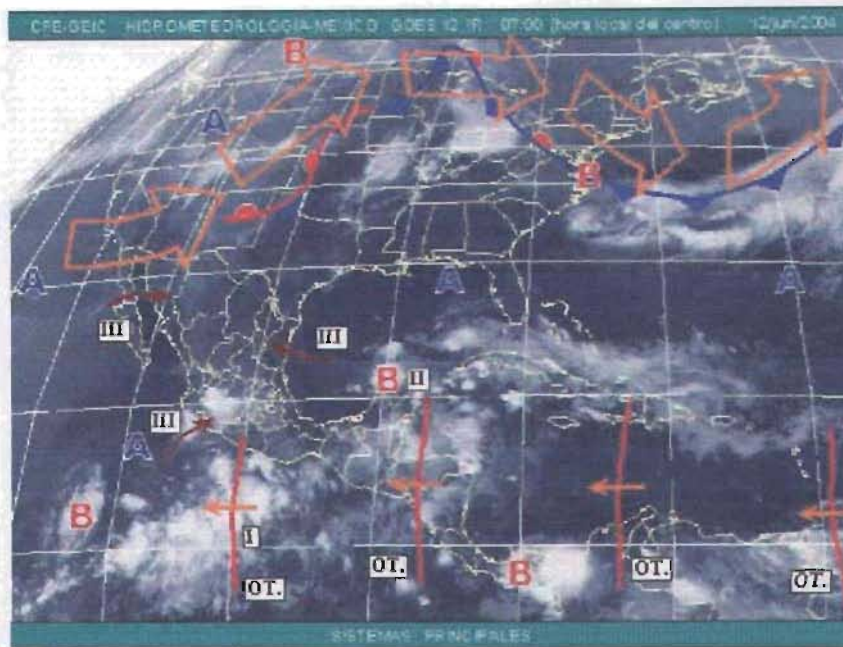 CFE-GEIC HIDROMETEOROLOGIA-MEXICO GOES 12 IR 07:00 (hora local del centro) 12/jun/2004
B
A
B
A
A
A
III
III
B II
III
A
B
I
OT.
OT.
B
OT.
OT.
SISTEMAS PRINCIPALES